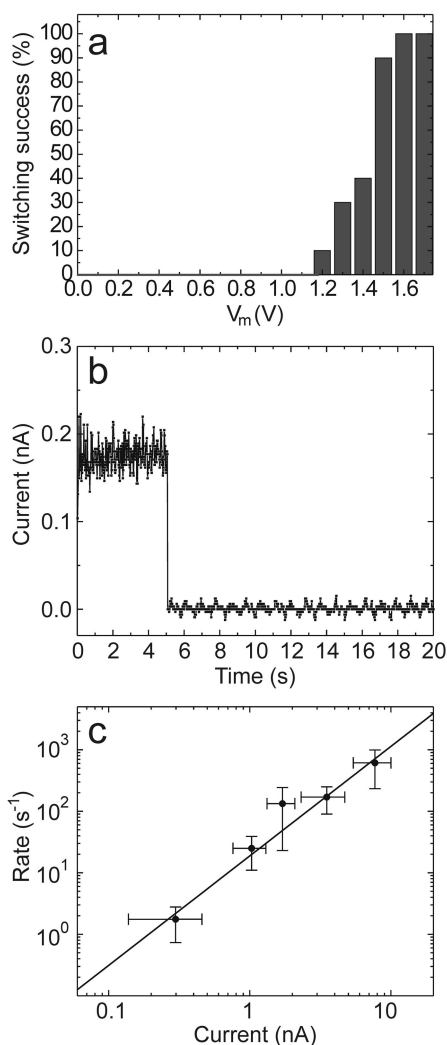 a
Switching success (%)
100
90
80
70
60
50
40
30
20
10
0
0.0 0.2 0.4 0.6 0.8 1.0 1.2 1.4 1.6
Vm (V)
b
Current (nA)
0.3
0.2
0.1
0.0
0 2 4 6 8 10 12 14 16 18 20
Time (s)
c
Rate (s⁻¹)
10³
10²
10¹
10⁰
0.1 1 10
Current (nA)